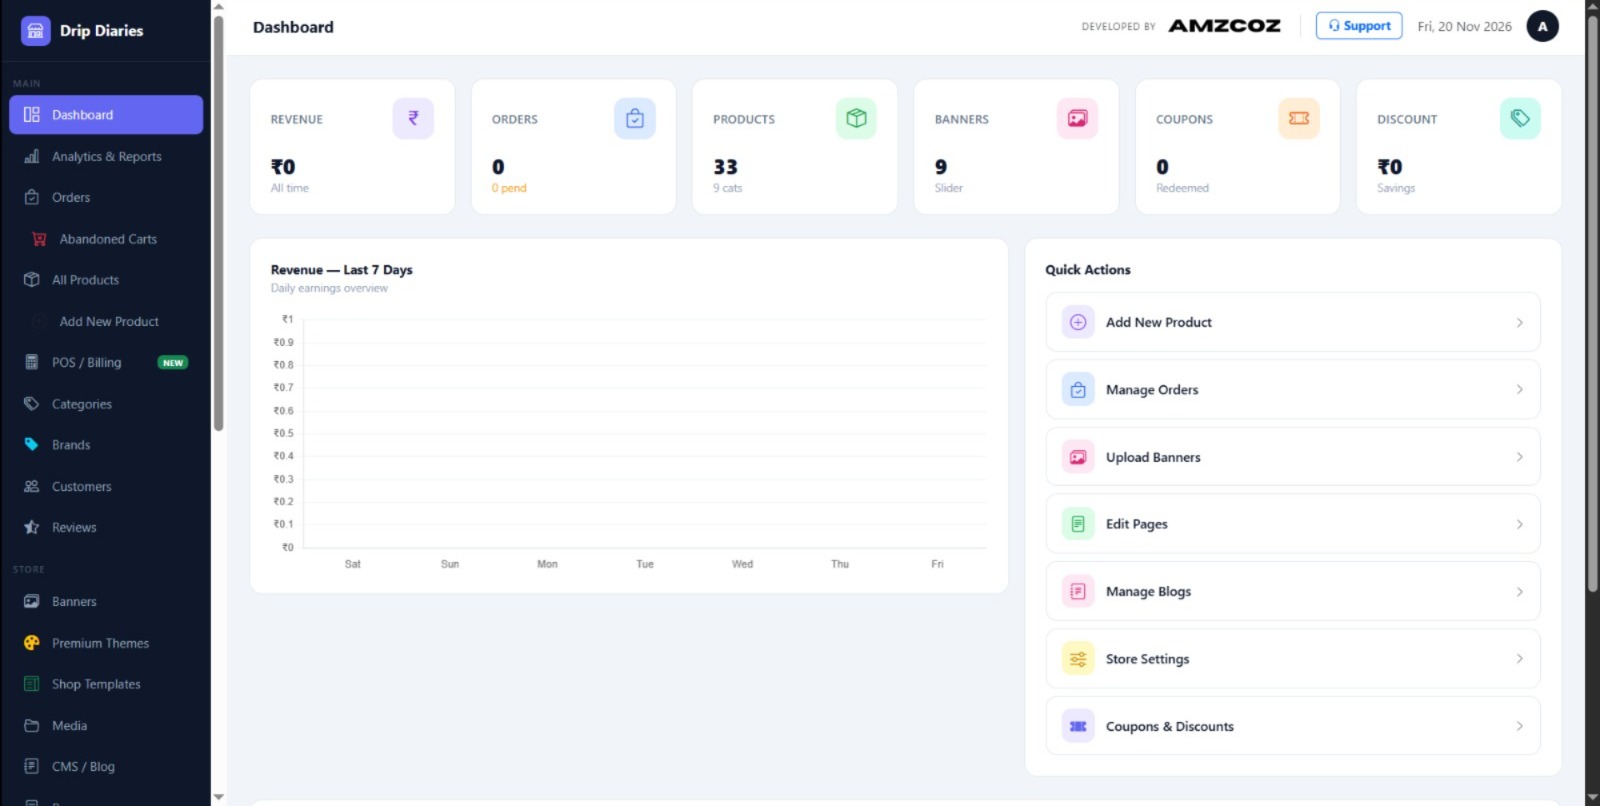 Drip Diaries
MAIN
Dashboard
Analytics & Reports
Orders
Abandoned Carts
All Products
Add New Product
POS / Billing NEW
Categories
Brands
Customers
Reviews
STORE
Banners
Premium Themes
Shop Templates
Media
CMS / Blog
Dashboard
DEVELOPED BY AMZCOZ
Support
Fri, 20 Nov 2026
A
REVENUE
₹
₹0
All time
ORDERS
0
0 pend
PRODUCTS
33
9 cats
BANNERS
9
Slider
COUPONS
0
Redeemed
DISCOUNT
₹0
Savings
Revenue — Last 7 Days
Daily earnings overview
₹1
₹0.9
₹0.8
₹0.7
₹0.6
₹0.5
₹0.4
₹0.3
₹0.2
₹0.1
₹0
Sat Sun Mon Tue Wed Thu Fri
Quick Actions
Add New Product
Manage Orders
Upload Banners
Edit Pages
Manage Blogs
Store Settings
Coupons & Discounts